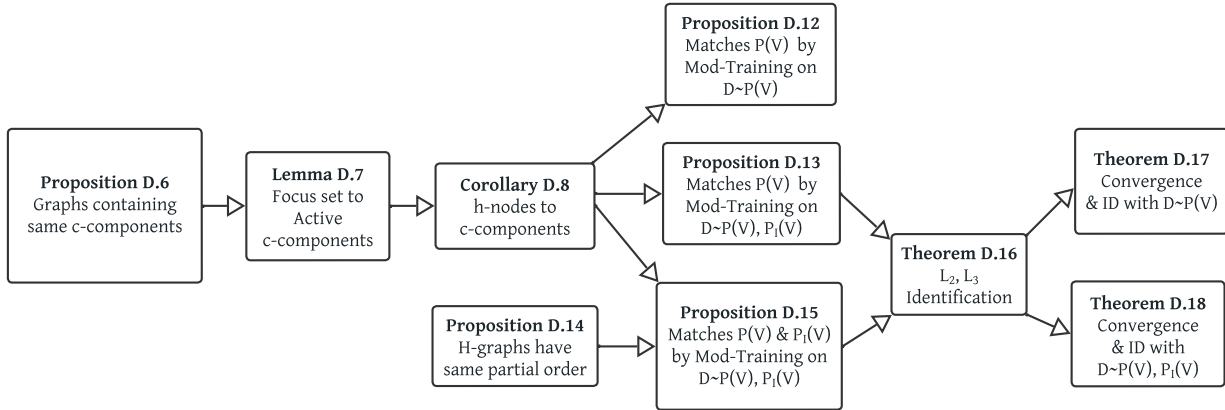 Proposition D.6
Graphs containing
same c-components
Lemma D.7
Focus set to
Active
c-components
Corollary D.8
h-nodes to
c-components
Proposition D.12
Matches P(V) by
Mod-Training on
D~P(V)
Proposition D.13
Matches P(V) by
Mod-Training on
D~P(V), P_I(V)
Proposition D.14
H-graphs have
same partial order
Proposition D.15
Matches P(V) & P_I(V)
by Mod-Training on
D~P(V), P_I(V)
Theorem D.16
L₂, L₃
Identification
Theorem D.17
Convergence
& ID with D~P(V)
Theorem D.18
Convergence
& ID with
D~P(V), P_I(V)